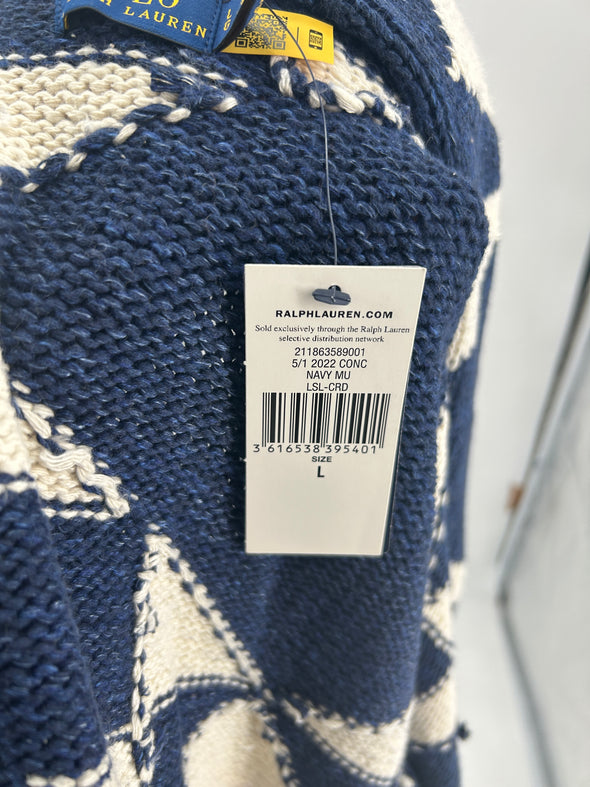 LAUREN
RALPHLAUREN.COM
Sold exclusively through the Ralph Lauren
selective distribution network
211863589001
5/1 2022 CONC
NAVY MU
LSL-CRD
3 616538 395401
SIZE
L